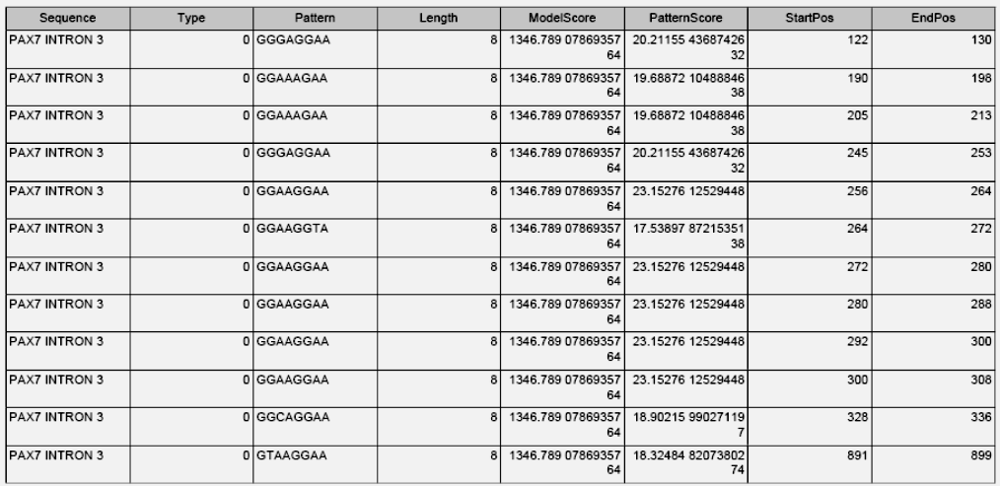 Sequence Type Pattern Length ModelScore PatternScore StartPos EndPos
PAX7 INTRON 3 0 GGGAGGAA 8 1346.789 07869357 20.21155 43687426 122 130
64 32
PAX7 INTRON 3 0 GGAAAGAA 8 1346.789 07869357 19.68872 10488846 190 198
64 38
PAX7 INTRON 3 0 GGAAAGAA 8 1346.789 07869357 19.68872 10488846 205 213
64 38
PAX7 INTRON 3 0 GGGAGGAA 8 1346.789 07869357 20.21155 43687426 245 253
64 32
PAX7 INTRON 3 0 GGAAGGAA 8 1346.789 07869357 23.15276 12529448 256 264
64
PAX7 INTRON 3 0 GGAAGGTA 8 1346.789 07869357 17.53897 87215351 264 272
64 38
PAX7 INTRON 3 0 GGAAGGAA 8 1346.789 07869357 23.15276 12529448 272 280
64
PAX7 INTRON 3 0 GGAAGGAA 8 1346.789 07869357 23.15276 12529448 280 288
64
PAX7 INTRON 3 0 GGAAGGAA 8 1346.789 07869357 23.15276 12529448 292 300
64
PAX7 INTRON 3 0 GGAAGGAA 8 1346.789 07869357 23.15276 12529448 300 308
64
PAX7 INTRON 3 0 GGCAGGAA 8 1346.789 07869357 18.90215 99027119 328 336
64 7
PAX7 INTRON 3 0 GTAAGGAA 8 1346.789 07869357 18.32484 82073802 891 899
64 74